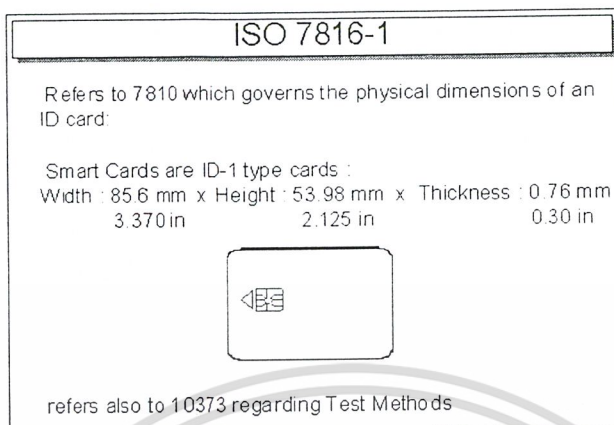 ISO 7816-1
Refers to 7810 which governs the physical dimensions of an
ID card:
Smart Cards are ID-1 type cards :
Width : 85.6 mm x Height : 53.98 mm x Thickness : 0.76 mm
3.370 in 2.125 in 0.30 in
refers also to 10373 regarding Test Methods